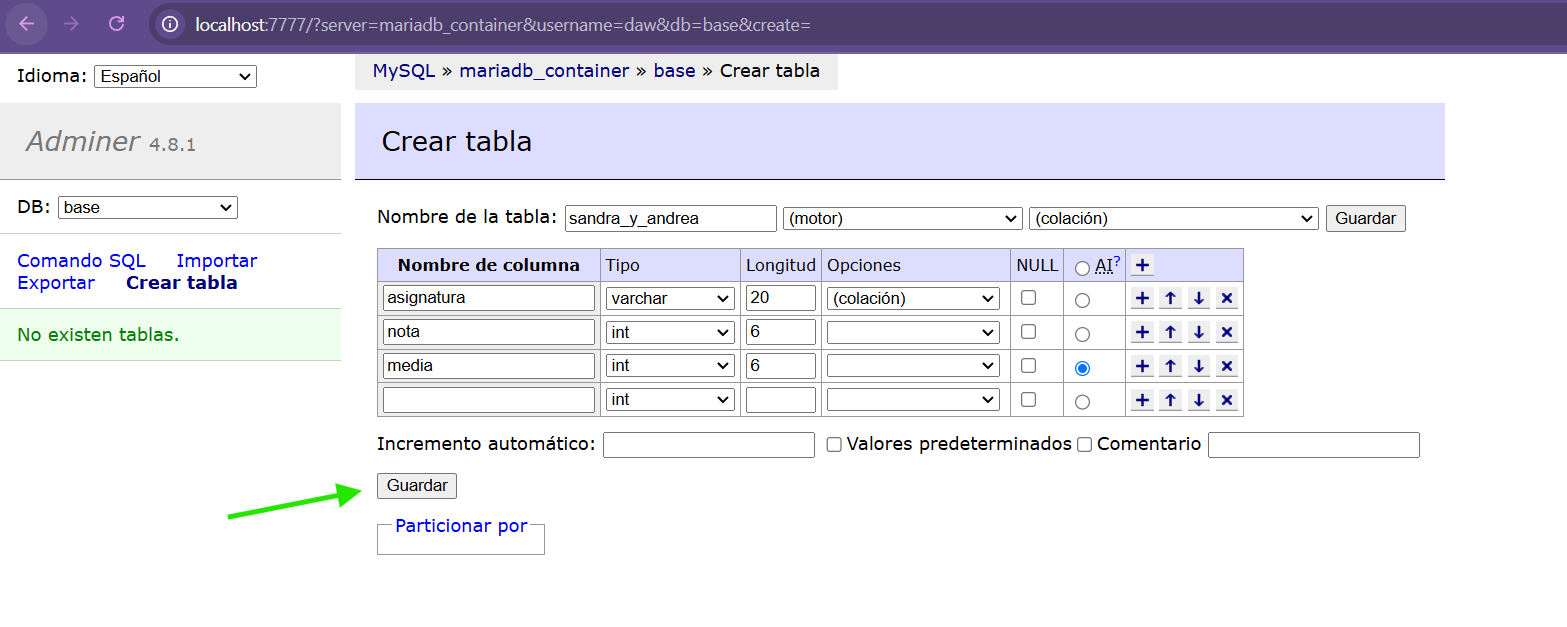 localhost:7777/?server=mariadb_container&username=daw&db=base&create=
Idioma: Español
MySQL » mariadb_container » base » Crear tabla
Adminer 4.8.1
Crear tabla
DB: base
Comando SQL Importar
Exportar Crear tabla
No existen tablas.
Nombre de la tabla: sandra_y_andrea (motor) (colación) Guardar
Nombre de columna Tipo Longitud Opciones NULL AI?
asignatura varchar 20 (colación)
nota int 6
media int 6
int
Incremento automático: Valores predeterminados Comentario
Guardar
Particionar por